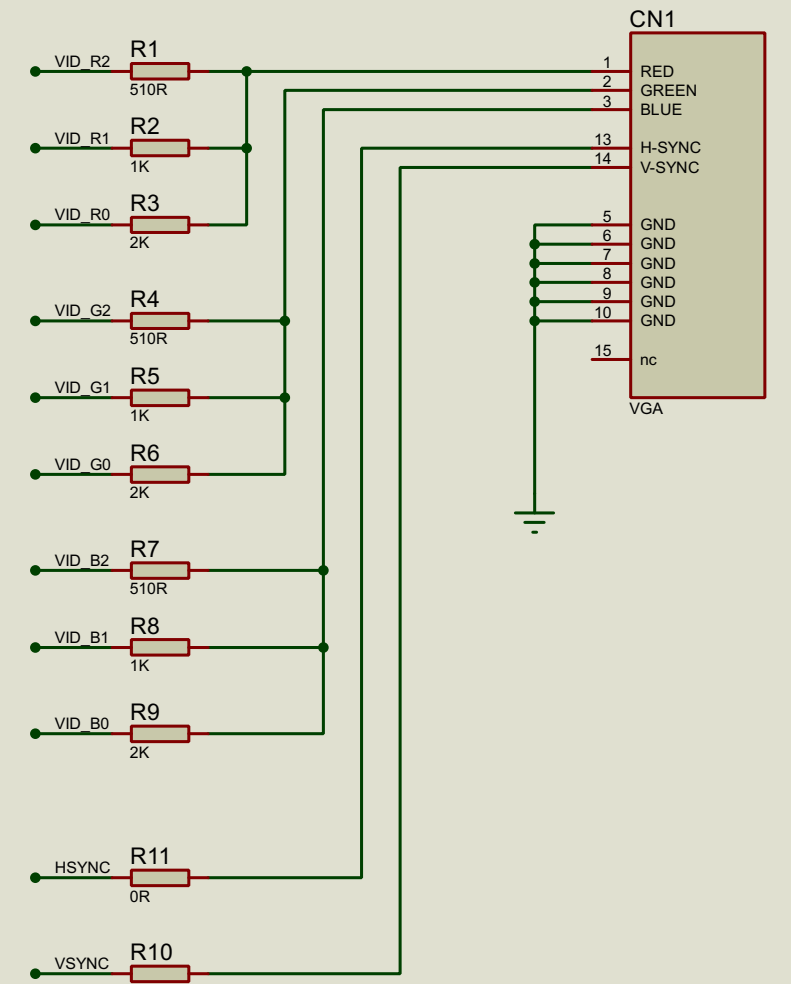 CN1
VID_R2
R1
510R
VID_R1
R2
1K
VID_R0
R3
2K
VID_G2
R4
510R
VID_G1
R5
1K
VID_G0
R6
2K
VID_B2
R7
510R
VID_B1
R8
1K
VID_B0
R9
2K
HSYNC
R11
0R
VSYNC
R10
1 RED
2 GREEN
3 BLUE
13 H-SYNC
14 V-SYNC
5 GND
6 GND
7 GND
8 GND
9 GND
10 GND
15 nc
VGA